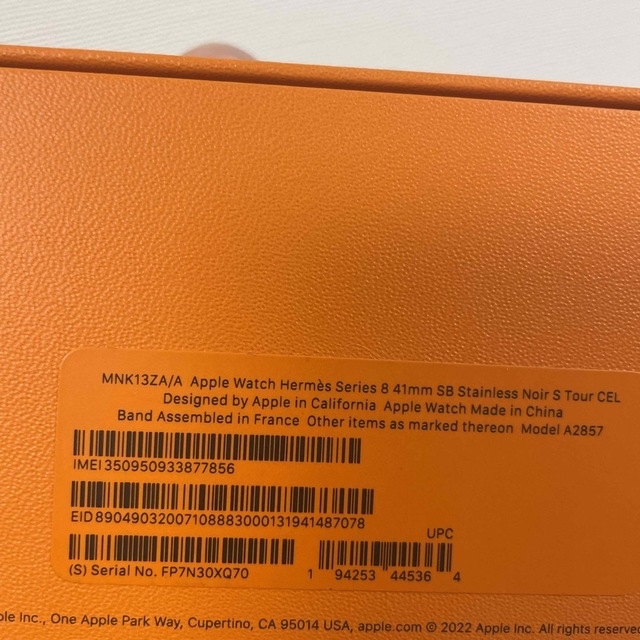 MNK13ZA/A Apple Watch Hermès Series 8 41mm SB Stainless Noir S Tour CEL
Designed by Apple in California Apple Watch Made in China
Band Assembled in France Other items as marked thereon Model A2857
IMEI 350950933877856
EID 89049032007108883000131941487078
UPC
(S) Serial No. FP7N30XQ70
1 94253 44536 4
ple Inc., One Apple Park Way, Cupertino, CA 95014 USA, apple.com © 2022 Apple Inc. All rights reserved